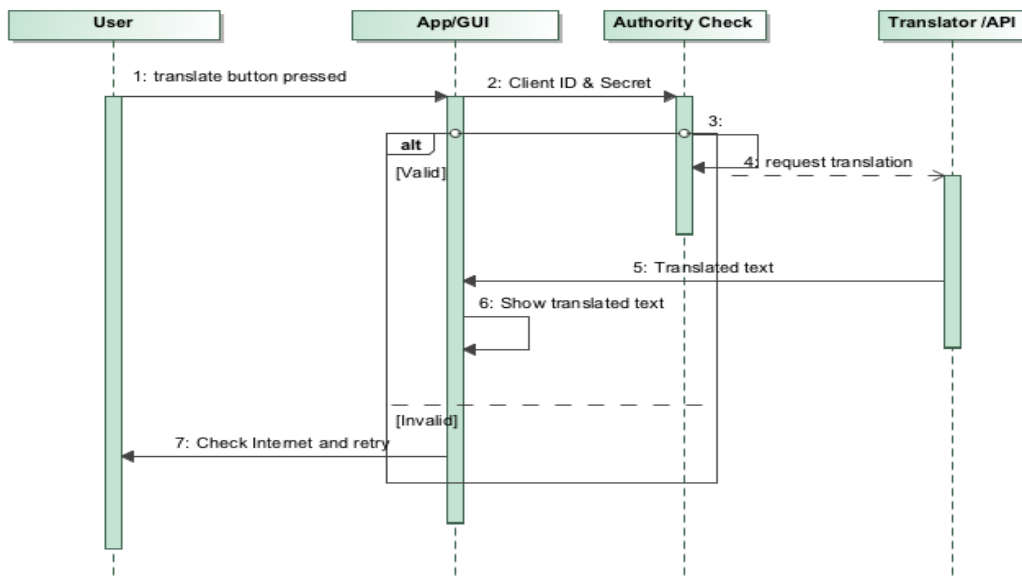 User
App/GUI
Authority Check
Translator /API
1: translate button pressed
2: Client ID & Secret
3:
alt
4: request translation
[Valid]
5: Translated text
6: Show translated text
[Invalid]
7: Check Internet and retry